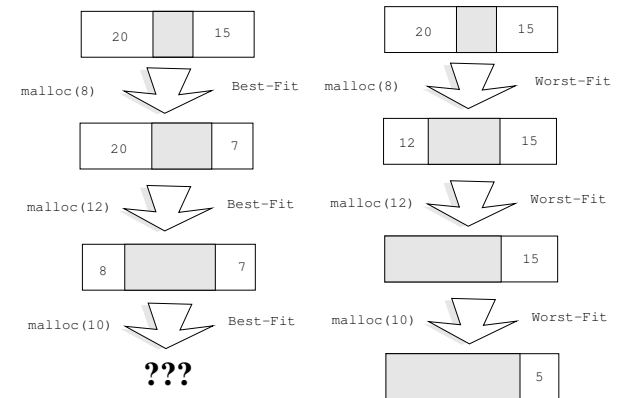 20 15
malloc(8) Best-Fit
20 7
malloc(12) Best-Fit
8 7
malloc(10) Best-Fit
???
20 15
malloc(8) Worst-Fit
12 15
malloc(12) Worst-Fit
15
malloc(10) Worst-Fit
5